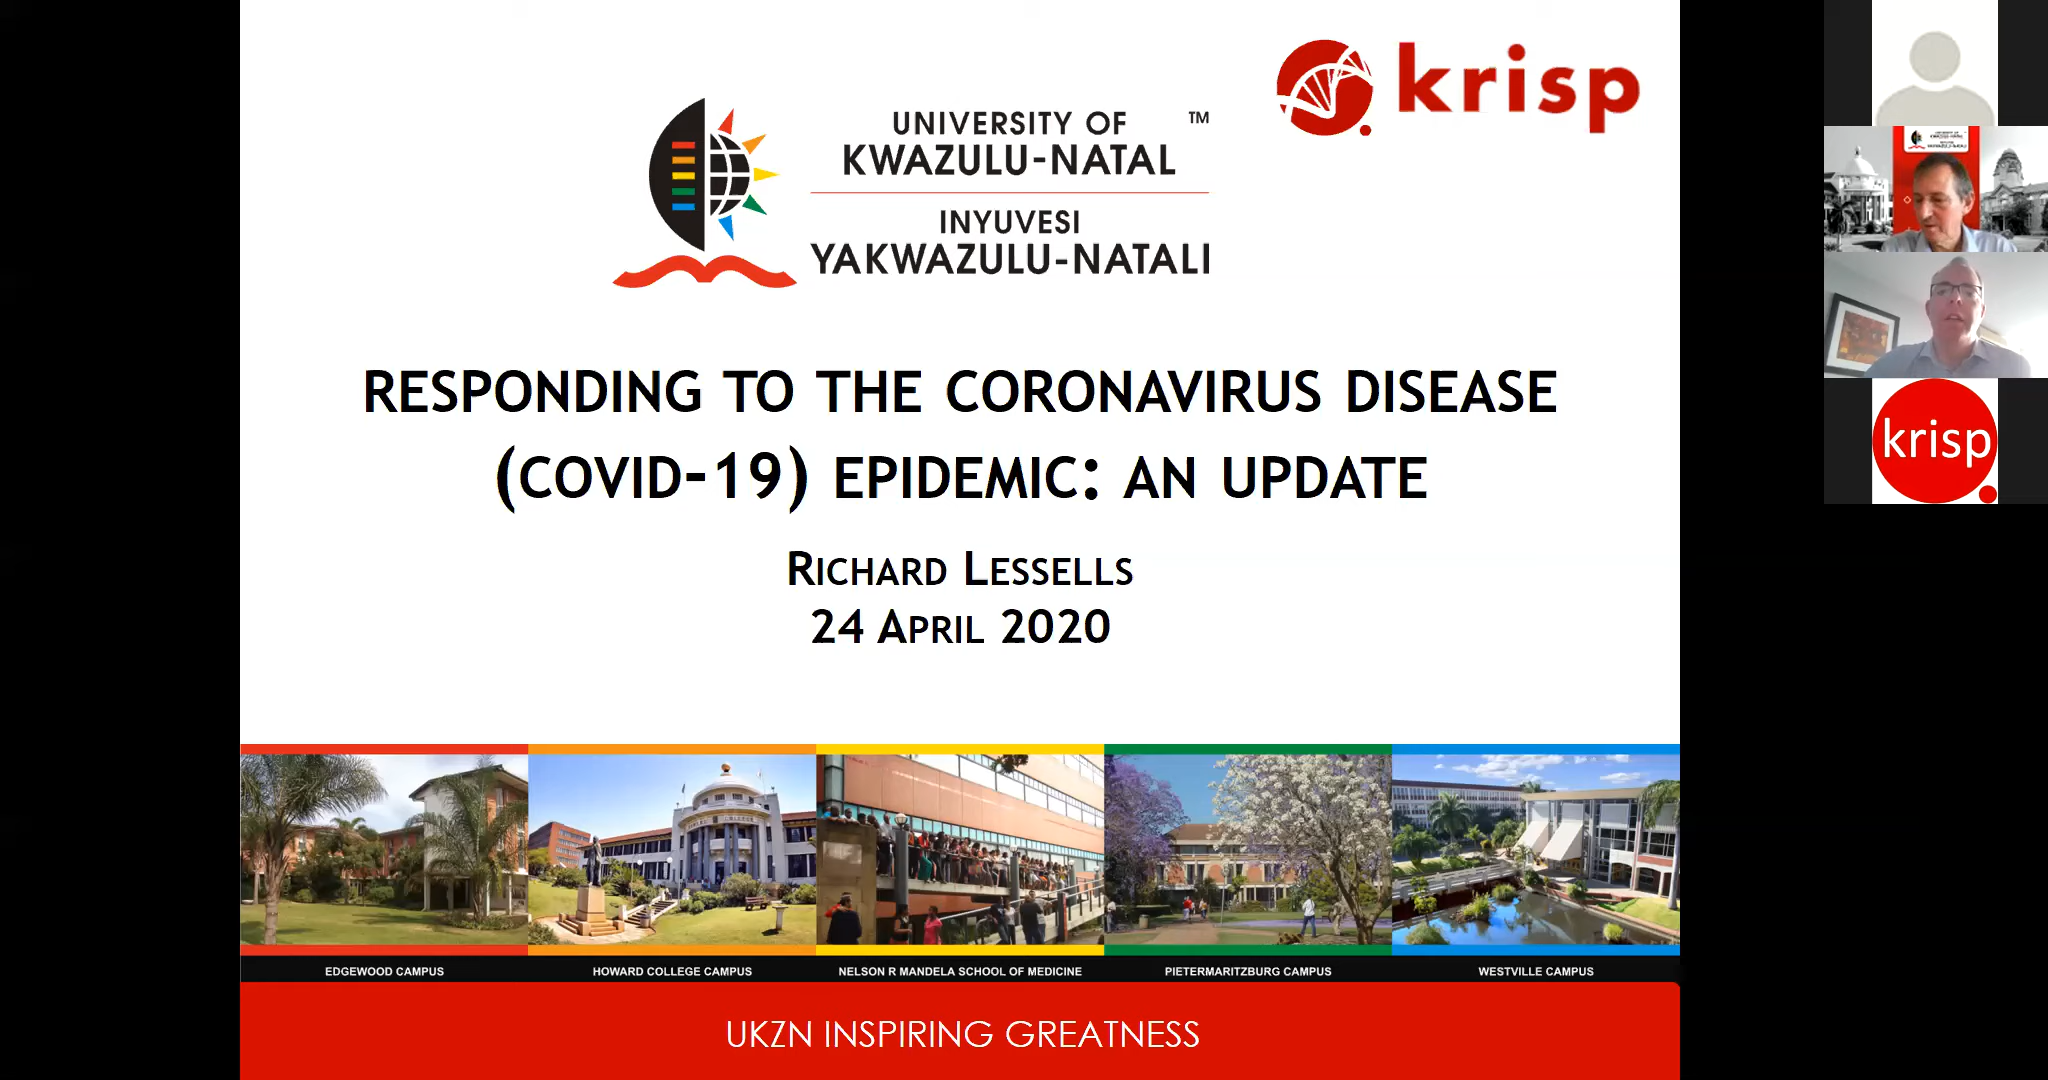 krisp
UNIVERSITY OF ™
KWAZULU-NATAL
INYUVESI
YAKWAZULU-NATALI
RESPONDING TO THE CORONAVIRUS DISEASE
(COVID-19) EPIDEMIC: AN UPDATE
RICHARD LESSELLS
24 APRIL 2020
EDGEWOOD CAMPUS
HOWARD COLLEGE CAMPUS
NELSON R MANDELA SCHOOL OF MEDICINE
PIETERMARITZBURG CAMPUS
WESTVILLE CAMPUS
UKZN INSPIRING GREATNESS
krisp